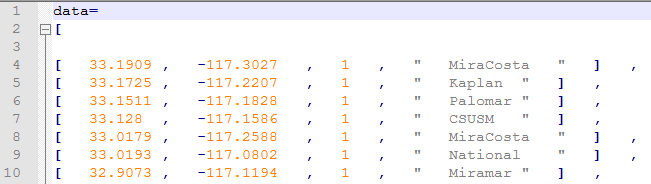 1 data=
2 [
3
4 [ 33.1909 , -117.3027 , 1 , " MiraCosta " ] ,
5 [ 33.1725 , -117.2207 , 1 , " Kaplan " ] ,
6 [ 33.1511 , -117.1828 , 1 , " Palomar " ] ,
7 [ 33.128 , -117.1586 , 1 , " CSUSM " ] ,
8 [ 33.0179 , -117.2588 , 1 , " MiraCosta " ] ,
9 [ 33.0193 , -117.0802 , 1 , " National " ] ,
10 [ 32.9073 , -117.1194 , 1 , " Miramar " ] ,